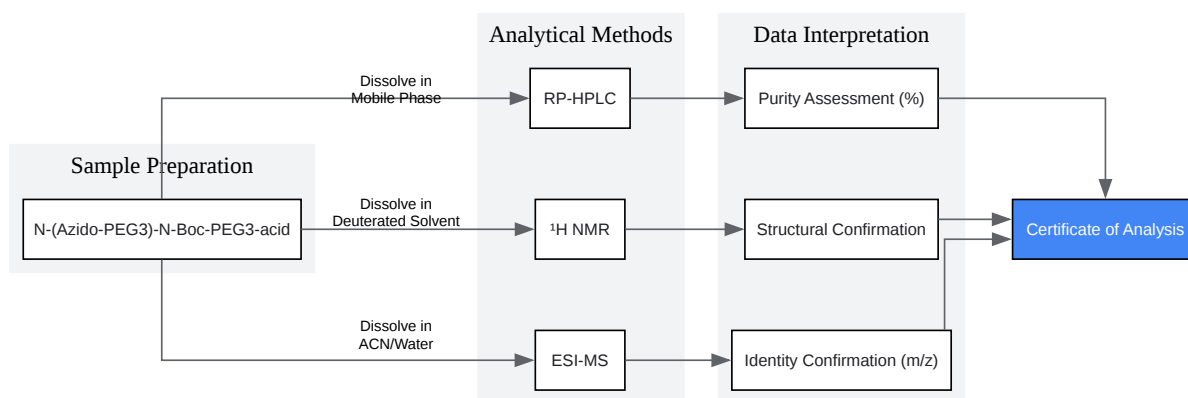 Analytical Methods
Data Interpretation
Dissolve in
Mobile Phase
RP-HPLC
Purity Assessment (%)
Sample Preparation
N-(Azido-PEG3)-N-Boc-PEG3-acid
Dissolve in
Deuterated Solvent
¹H NMR
Structural Confirmation
Certificate of Analysis
Dissolve in
ACN/Water
ESI-MS
Identity Confirmation (m/z)